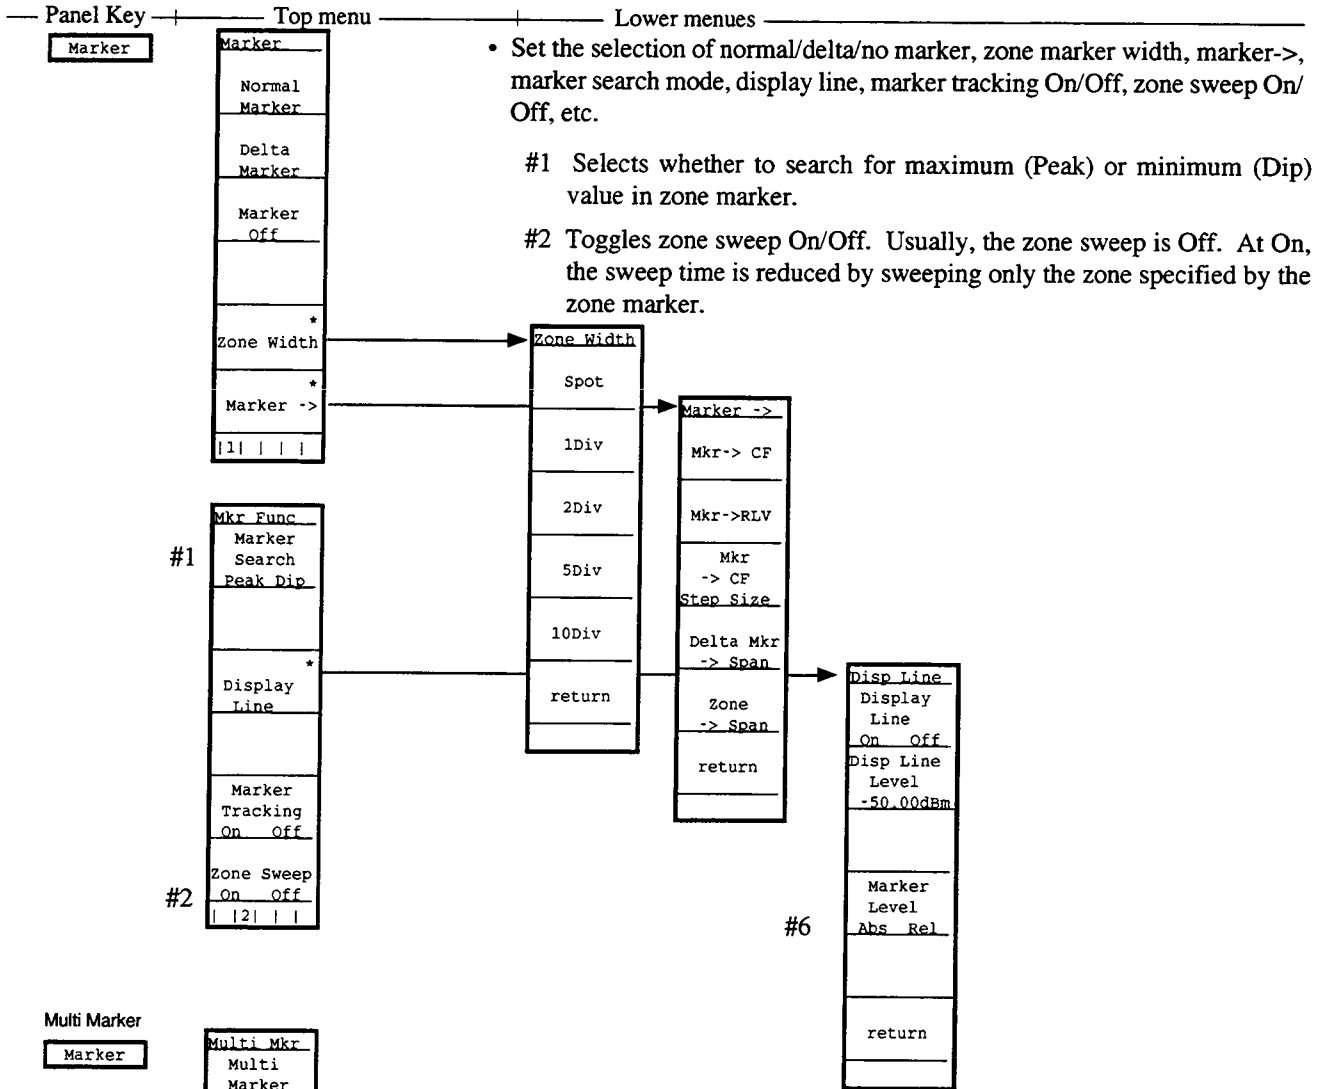 Panel Key Top menu Lower menues
Marker
Marker
Normal
Marker
Delta
Marker
Marker
Off
*
Zone Width
*
Marker ->
|1| | | |
• Set the selection of normal/delta/no marker, zone marker width, marker->,
marker search mode, display line, marker tracking On/Off, zone sweep On/
Off, etc.
#1 Selects whether to search for maximum (Peak) or minimum (Dip)
value in zone marker.
#2 Toggles zone sweep On/Off. Usually, the zone sweep is Off. At On,
the sweep time is reduced by sweeping only the zone specified by the
zone marker.
Zone Width
Spot
1Div
2Div
5Div
10Div
return
Marker ->
Mkr-> CF
Mkr->RLV
Mkr
-> CF
Step Size
Delta Mkr
-> Span
Zone
-> Span
return
#1
Mkr Func
Marker
Search
Peak Dip
*
Display
Line
Marker
Tracking
On Off
#2
Zone Sweep
On Off
| |2| | |
Disp Line
Display
Line
On Off
Disp Line
Level
-50.00dBm
#6
Marker
Level
Abs Rel
return
Multi Marker
Marker
Multi Mkr
Multi
Marker